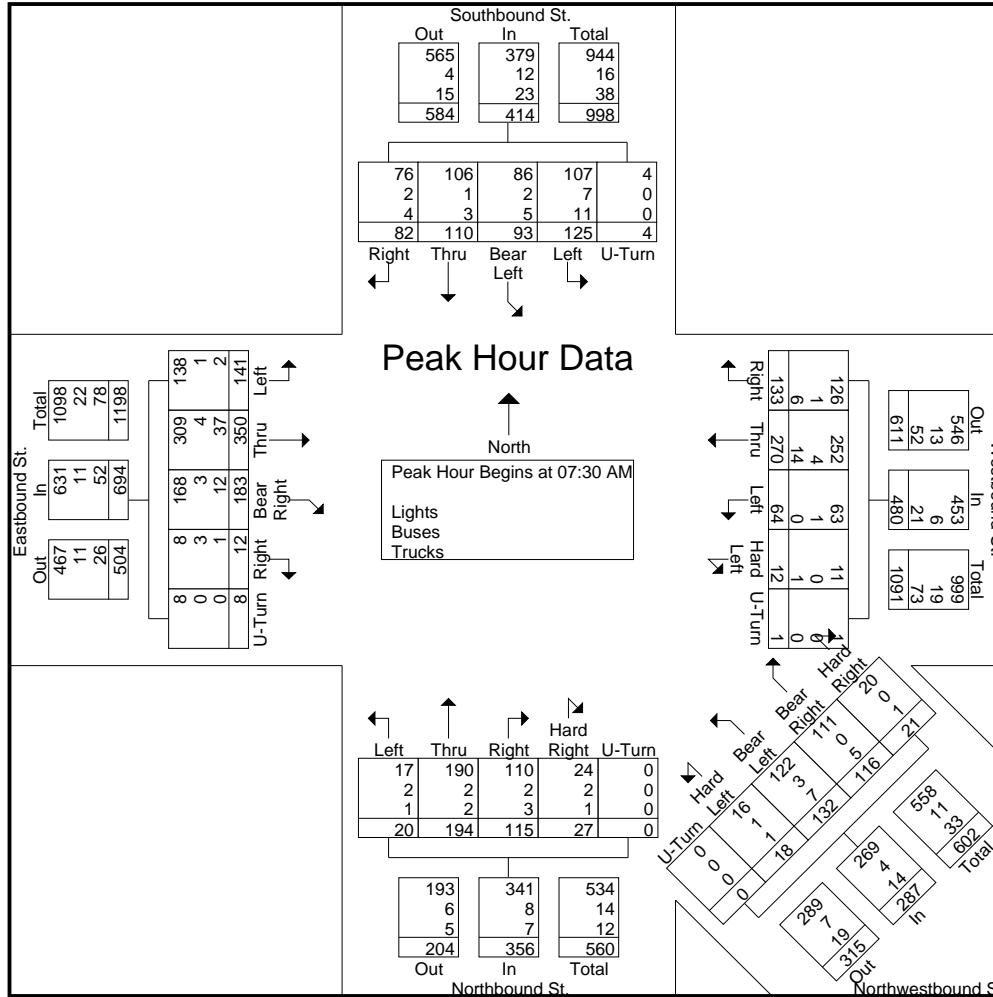 Southbound St.
Out In Total
565 379 944
4 12 16
15 23 38
584 414 998
76 106 86 107 4
2 1 2 7 0
4 3 5 11 0
82 110 93 125 4
Right Thru Bear Left Left U-Turn
Peak Hour Data
North
Peak Hour Begins at 07:30 AM
Lights
Buses
Trucks
Eastbound St.
Total In Out
1098 631 467
22 11 11
78 52 26
1198 694 504
138 309 168 8 8
1 4 3 3 0
2 37 12 1 0
141 350 183 12 8
Left Thru Bear Right Right U-Turn
Right Thru Left Hard Left U-Turn
133 270 64 12 1
6 14 0 1 0
1 4 1 0 0
126 252 63 11 1
Out In Total
546 453 999
13 6 19
52 21 73
611 480 1091
Left Thru Right Hard Right U-Turn
17 190 110 24 0
2 2 2 2 0
1 2 3 1 0
20 194 115 27 0
193 341 534
6 8 14
5 7 12
204 356 560
Out In Total
Northbound St.
U-Turn Hard Left Bear Left Bear Right Hard Right
0 16 122 111 20
0 1 3 0 0
0 1 7 5 1
0 18 132 116 21
289 269 558
7 4 11
19 14 33
315 287 602
Out In Total
Northwestbound S